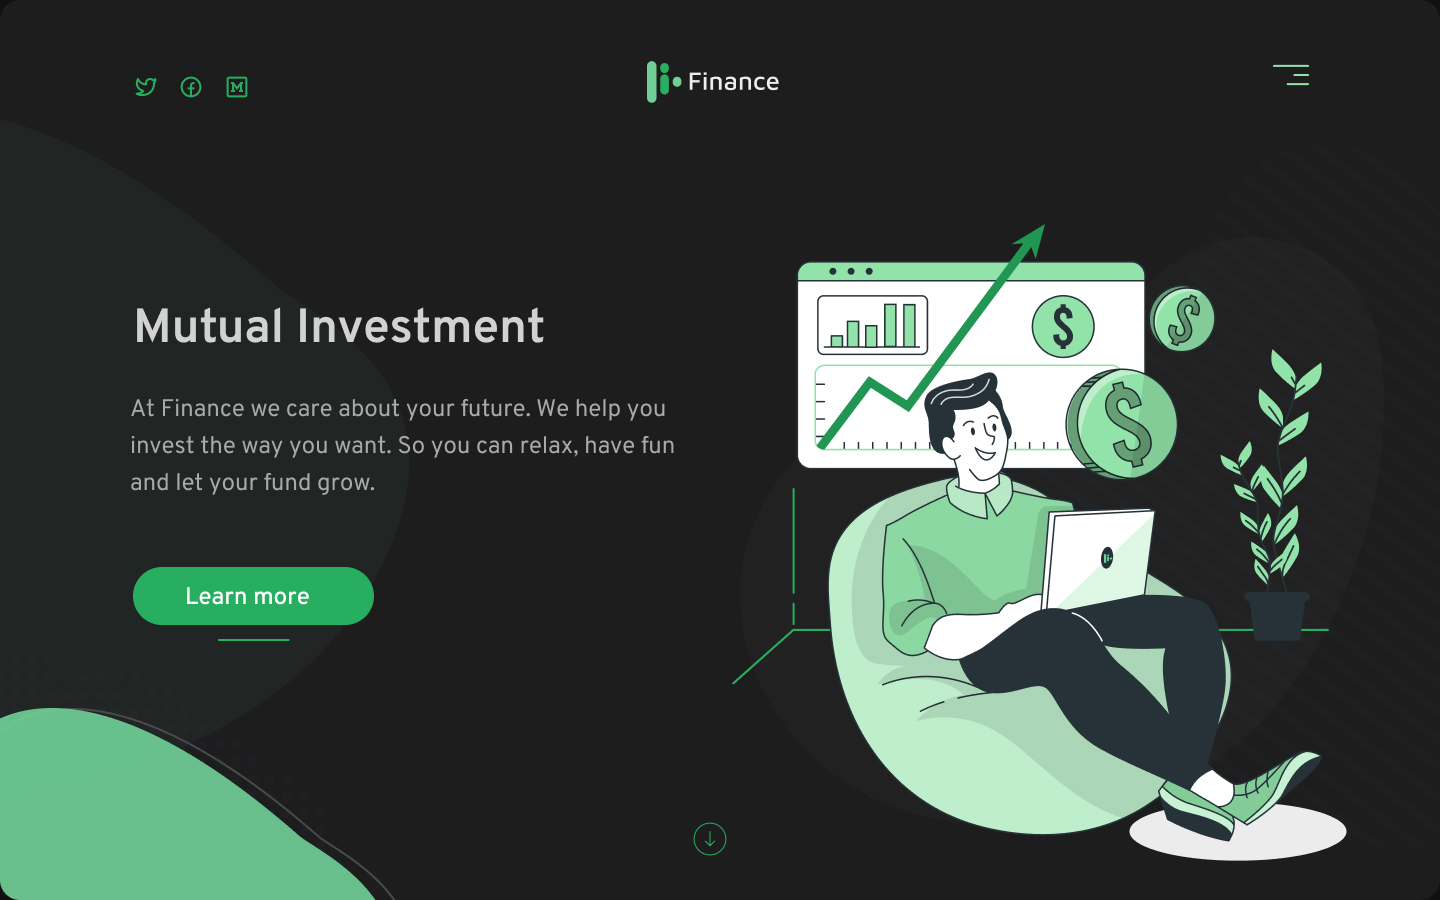 Finance
Mutual Investment
At Finance we care about your future. We help you
invest the way you want. So you can relax, have fun
and let your fund grow.
Learn more
$
$
$